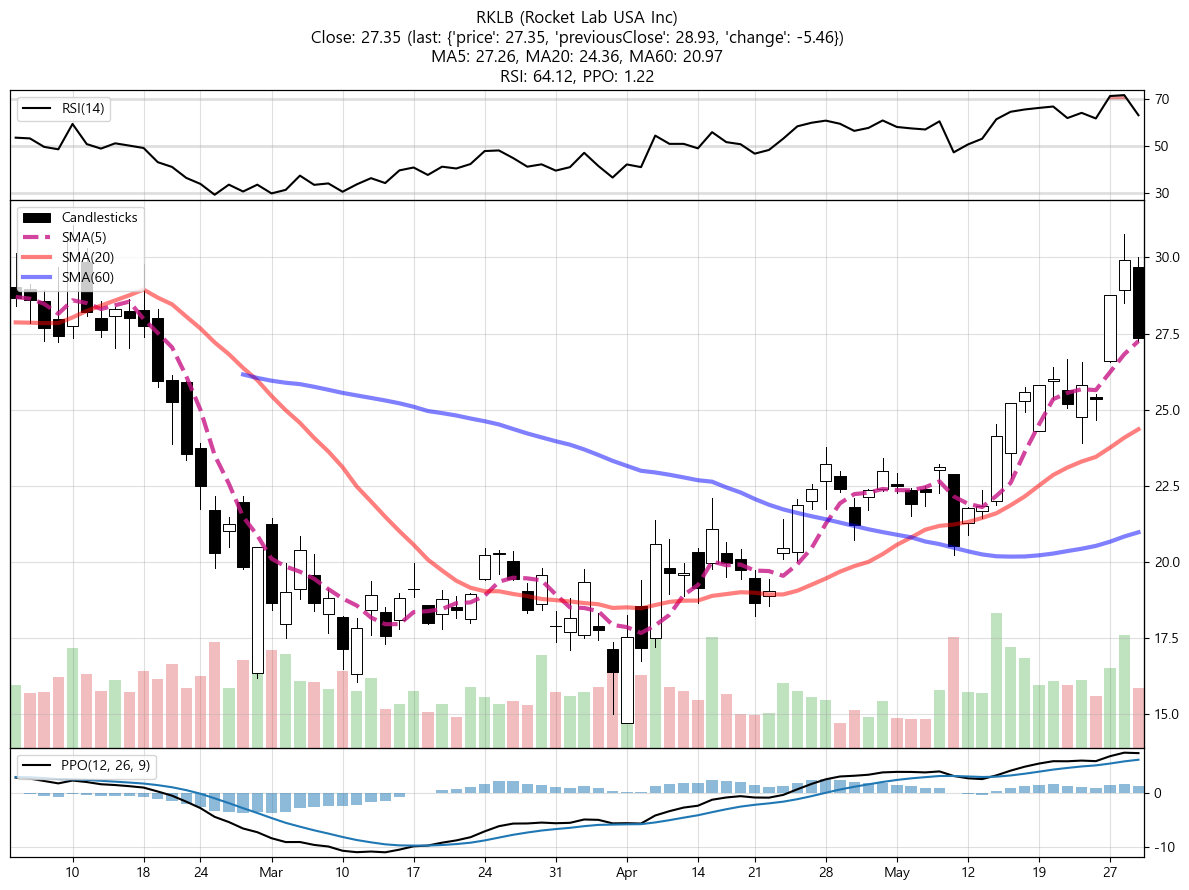 RKLB (Rocket Lab USA Inc)
Close: 27.35 (last: {'price': 27.35, 'previousClose': 28.93, 'change': -5.46})
MA5: 27.26, MA20: 24.36, MA60: 20.97
RSI: 64.12, PPO: 1.22
RSI(14)
70
50
30
Candlesticks
SMA(5)
SMA(20)
SMA(60)
30.0
27.5
25.0
22.5
20.0
17.5
15.0
PPO(12, 26, 9)
0
-10
10 18 24 Mar 10 17 24 31 Apr 14 21 28 May 12 19 27